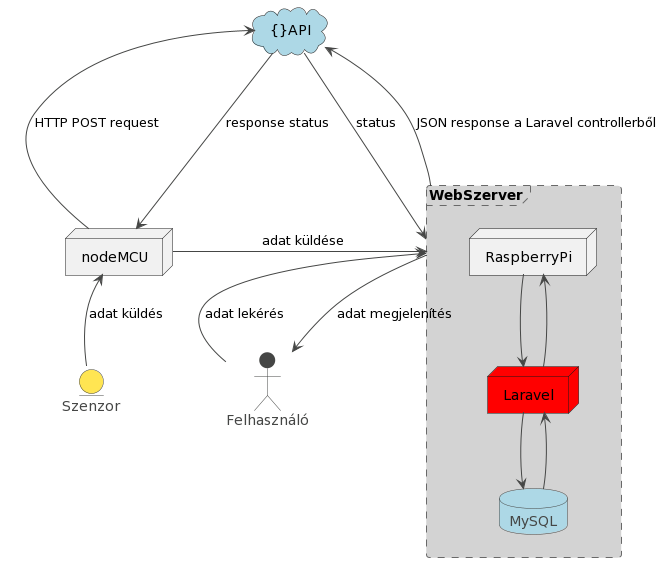 {}API
HTTP POST request
response status
status
JSON response a Laravel controllerből
WebSzerver
adat küldése
nodeMCU
RaspberryPi
adat küldés
adat lekérés
adat megjelenítés
Laravel
Szenzor
Felhasználó
MySQL